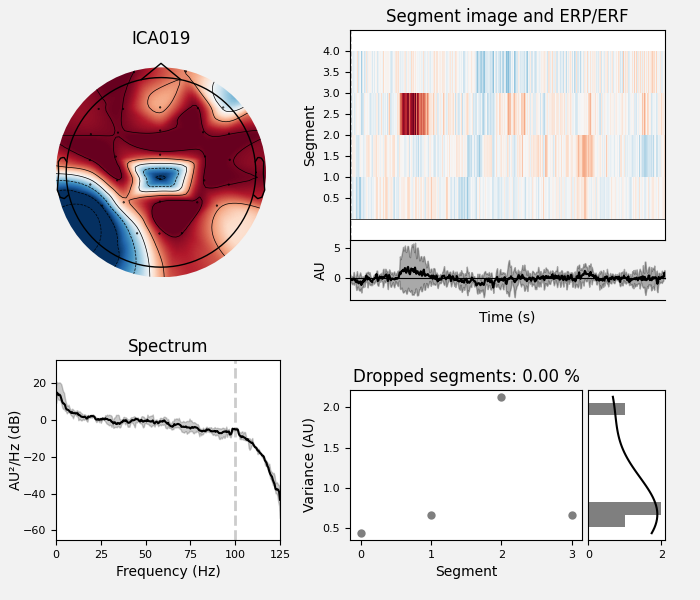 ICA019
Segment image and ERP/ERF
Segment
4.0
3.5
3.0
2.5
2.0
1.5
1.0
0.5
AU
5
0
Time (s)
Spectrum
AU²/Hz (dB)
20
0
−20
−40
−60
0 25 50 75 100 125
Frequency (Hz)
Dropped segments: 0.00 %
Variance (AU)
2.0
1.5
1.0
0.5
0 1 2 3
Segment
0 2